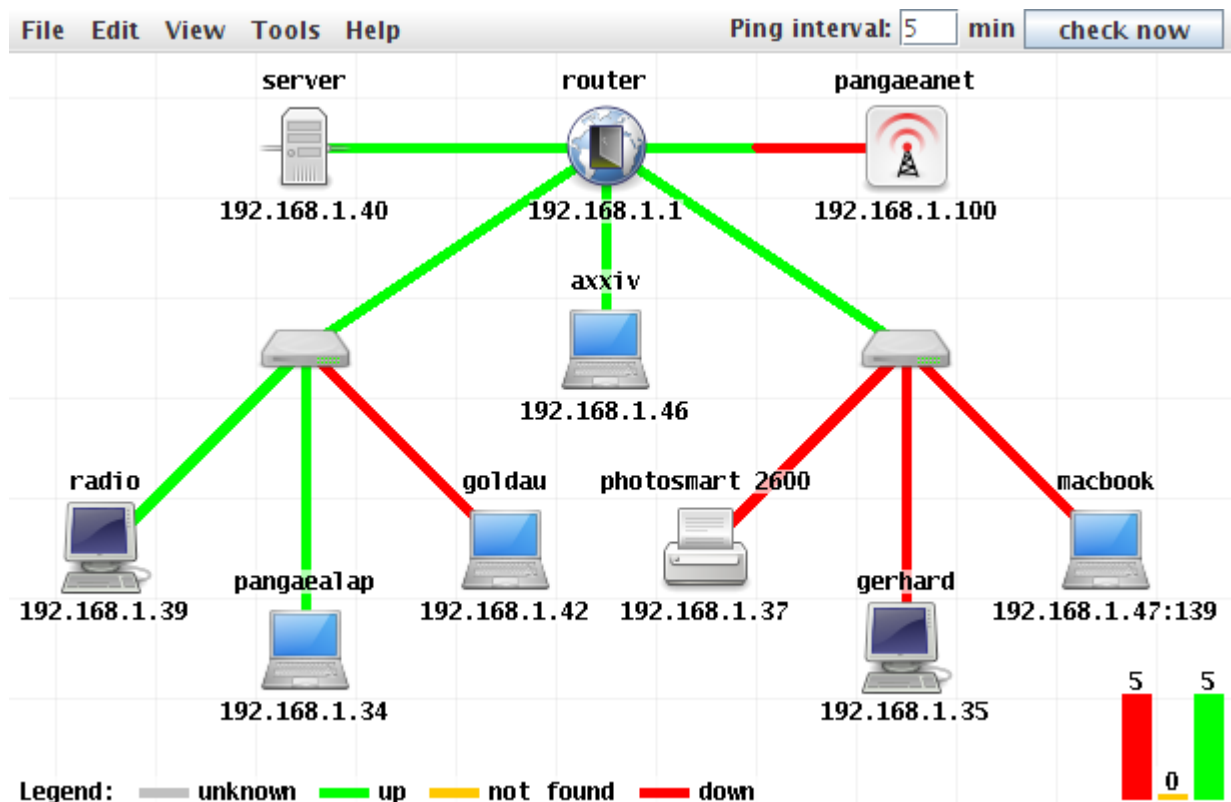 File Edit View Tools Help Ping interval: 5 min check now
server router pangaeanet
192.168.1.40 192.168.1.1 192.168.1.100
axxiv
192.168.1.46
radio goldau photosmart 2600 macbook
pangaealap gerhard
192.168.1.39 192.168.1.42 192.168.1.37 192.168.1.47:139
5 5
192.168.1.34 192.168.1.35
0
Legend: unknown up not found down